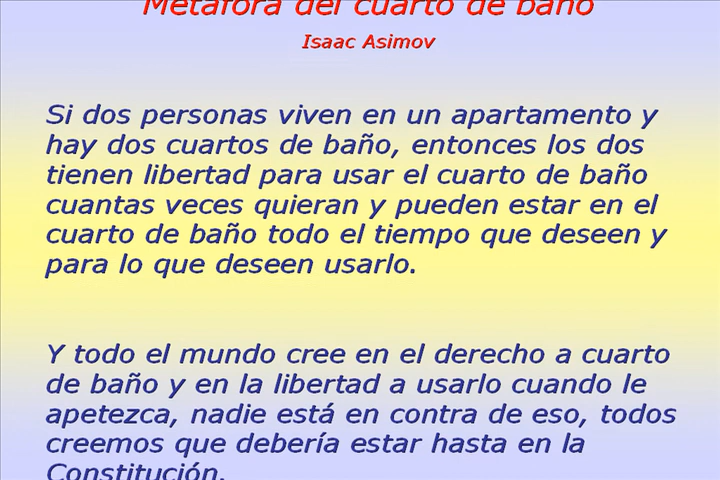 Metáfora del cuarto de baño
Isaac Asimov
Si dos personas viven en un apartamento y
hay dos cuartos de baño, entonces los dos
tienen libertad para usar el cuarto de baño
cuantas veces quieran y pueden estar en el
cuarto de baño todo el tiempo que deseen y
para lo que deseen usarlo.
Y todo el mundo cree en el derecho a cuarto
de baño y en la libertad a usarlo cuando le
apetezca, nadie está en contra de eso, todos
creemos que debería estar hasta en la
Constitución.